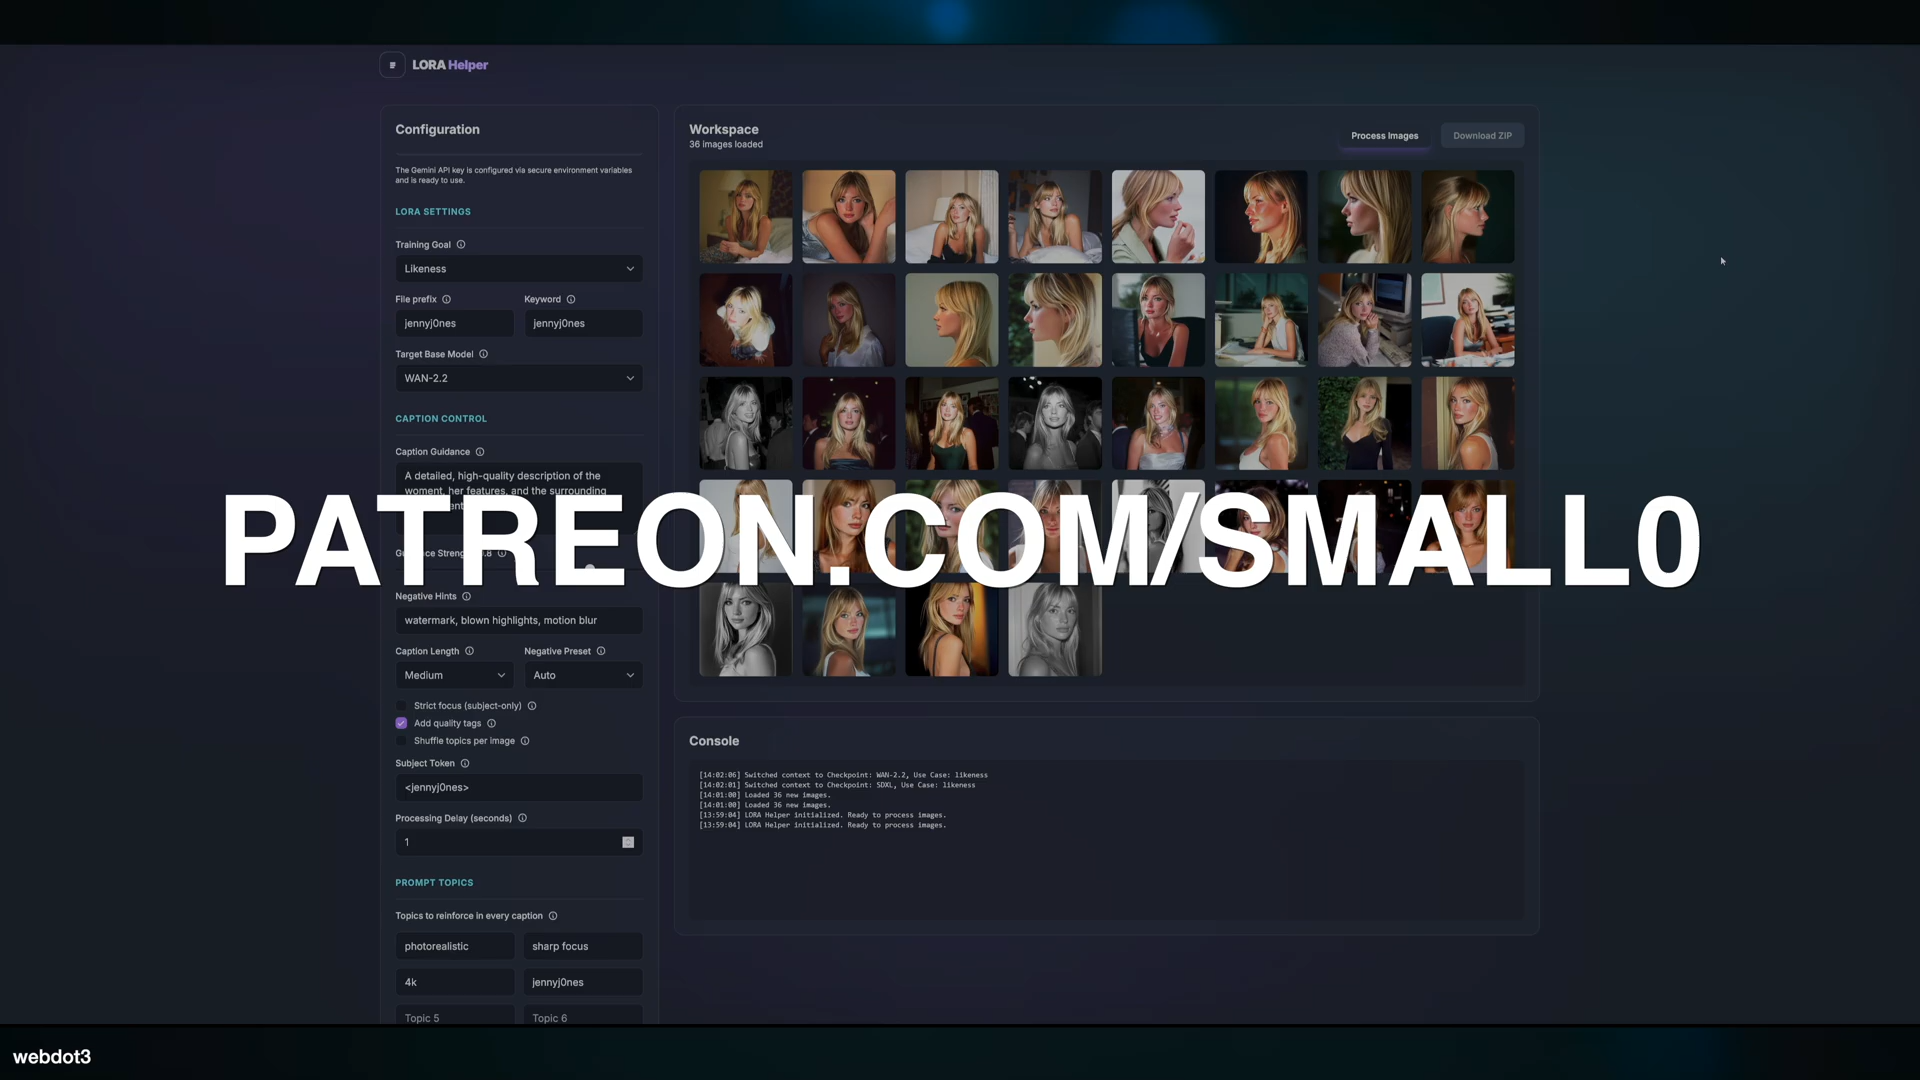 LORA Helper
Configuration
The Gemini API key is configured via secure environment variables
and is ready to use.
LORA SETTINGS
Training Goal
Likeness
File prefix
Keyword
jennyj0nes
jennyj0nes
Target Base Model
WAN-2.2
CAPTION CONTROL
Caption Guidance
A detailed, high-quality description of the
woment, her features, and the surrounding
Negative Hints
watermark, blown highlights, motion blur
Caption Length
Negative Preset
Medium
Auto
Strict focus (subject-only)
Add quality tags
Shuffle topics per image
Subject Token
<jennyj0nes>
Processing Delay (seconds)
1
PROMPT TOPICS
Topics to reinforce in every caption
photorealistic
sharp focus
4k
jennyj0nes
Topic 5
Topic 6
Workspace
36 images loaded
Process Images
Download ZIP
PATREON.COM/SMALL0
Console
[14:02:06] Switched context to Checkpoint: WAN-2.2, Use Case: likeness
[14:02:01] Switched context to Checkpoint: SDXL, Use Case: likeness
[14:01:00] Loaded 36 new images.
[14:01:00] Loaded 36 new images.
[13:59:04] LORA Helper initialized. Ready to process images.
[13:59:04] LORA Helper initialized. Ready to process images.
webdot3